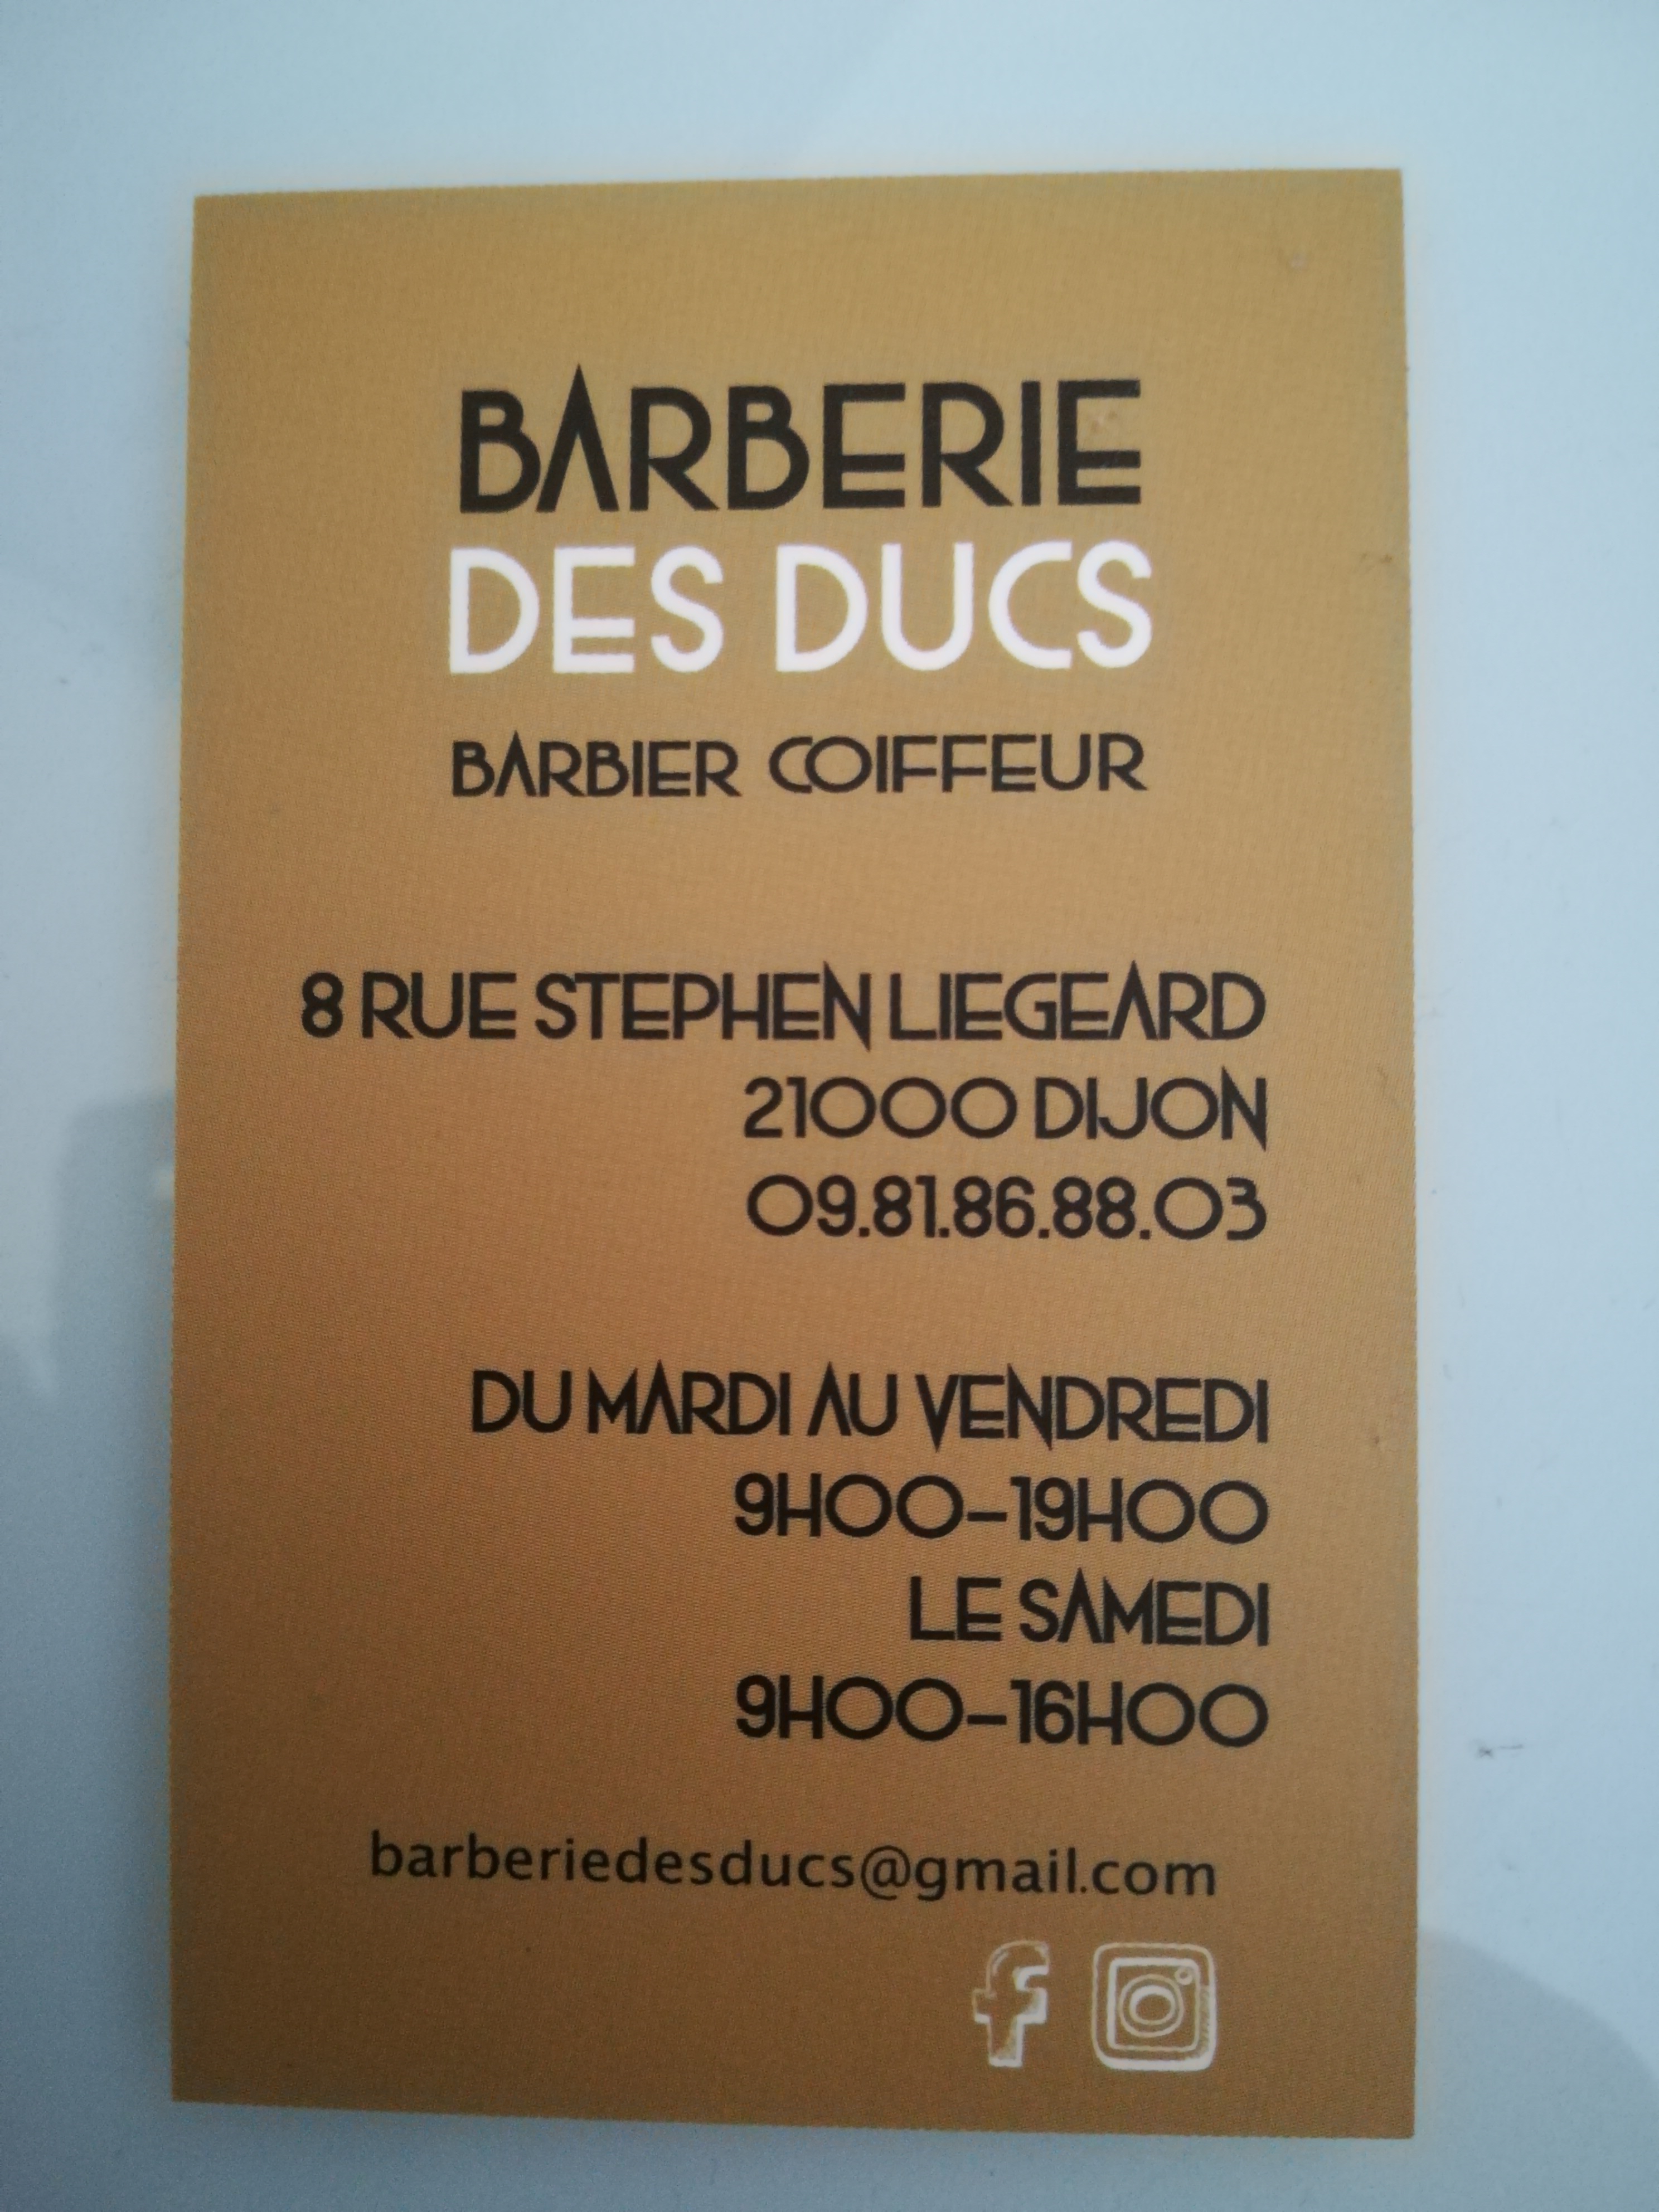 BARBERIE
DES DUCS
BARBIER COIFFEUR
8 RUE STEPHEN LIEGEARD
21000 DIJON
09.81.86.88.03
DU MARDI AU VENDREDI
9H00-19H00
LE SAMEDI
9H00-16H00
barberiedesducs@gmail.com